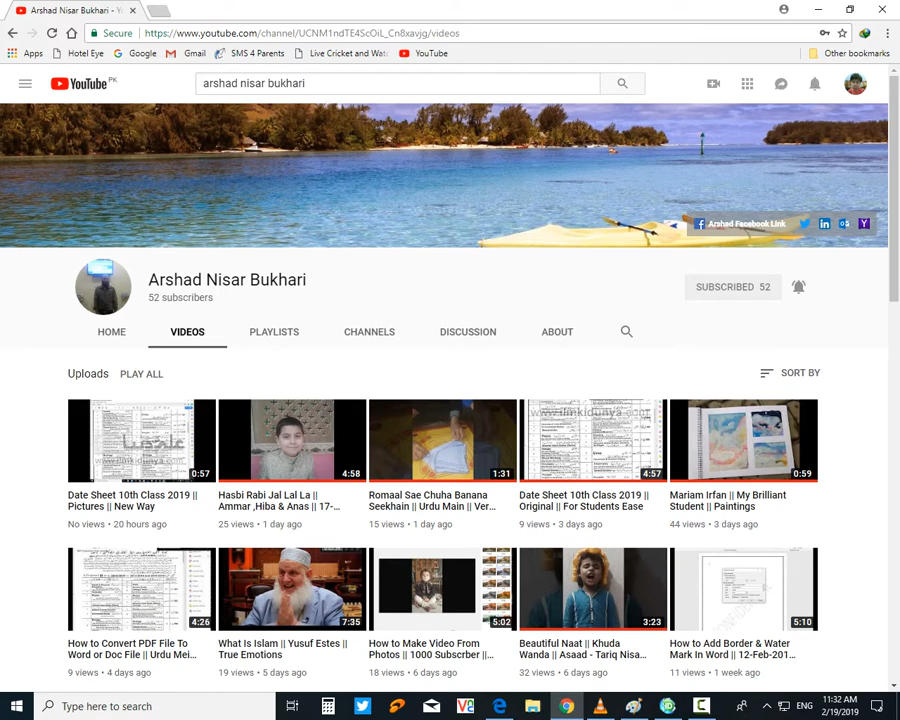 Arshad Nisar Bukhari - Y
Secure
https://www.youtube.com/channel/UCNM1ndTE4ScOiL_Cn8xavjg/videos
Apps
Hotel Eye
Google
Gmail
SMS 4 Parents
Live Cricket and Watc
YouTube
Other bookmarks
YouTube PK
arshad nisar bukhari
Arshad Facebook Link
Arshad Nisar Bukhari
52 subscribers
SUBSCRIBED 52
HOME
VIDEOS
PLAYLISTS
CHANNELS
DISCUSSION
ABOUT
Uploads
PLAY ALL
SORT BY
www.ilmkidunya.com
0:57
4:58
1:31
4:57
0:59
Date Sheet 10th Class 2019 ||
Pictures || New Way
No views • 20 hours ago
Hasbi Rabi Jal Lal La ||
Ammar ,Hiba & Anas || 17-...
25 views • 1 day ago
Romaal Sae Chuha Banana
Seekhain || Urdu Main || Ver...
15 views • 1 day ago
Date Sheet 10th Class 2019 ||
Original || For Students Ease
9 views • 3 days ago
Mariam Irfan || My Brilliant
Student || Paintings
44 views • 3 days ago
4:26
7:35
5:02
3:23
5:10
How to Convert PDF File To
Word or Doc File || Urdu Mei...
9 views • 4 days ago
What Is Islam || Yusuf Estes ||
True Emotions
19 views • 5 days ago
How to Make Video From
Photos || 1000 Subscrber ||...
18 views • 6 days ago
Beautiful Naat || Khuda
Wanda || Asaad - Tariq Nisa...
32 views • 6 days ago
How to Add Border & Water
Mark In Word || 12-Feb-201...
11 views • 1 week ago
Type here to search
ENG
11:32 AM
2/19/2019